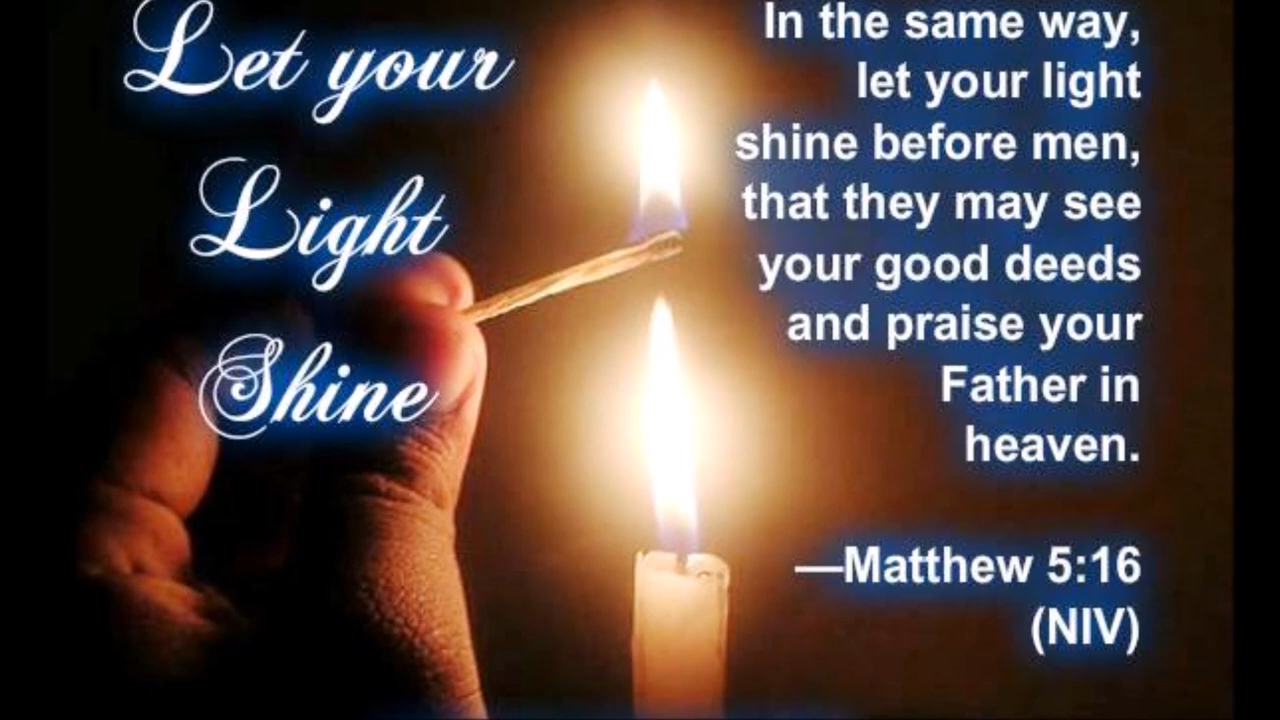 Let your
Light
Shine
In the same way,
let your light
shine before men,
that they may see
your good deeds
and praise your
Father in
heaven.
—Matthew 5:16
(NIV)